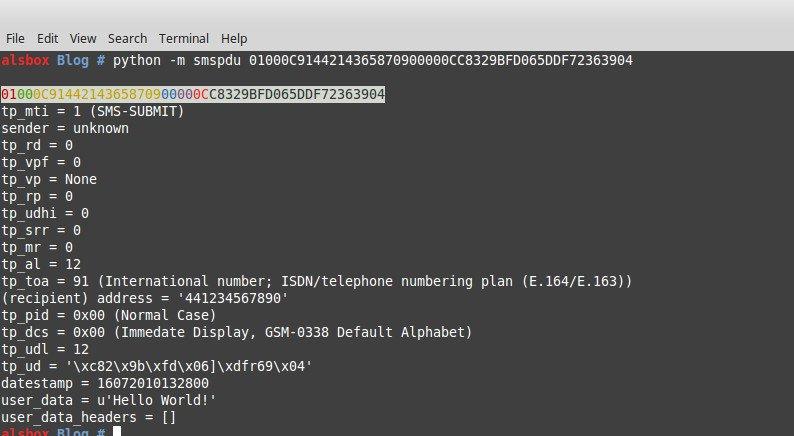 File Edit View Search Terminal Help
alsbox Blog # python -m smspdu 01000C9144214365870900000CC8329BFD065DDF72363904
01000C9144214365870900000CC8329BFD065DDF72363904
tp_mti = 1 (SMS-SUBMIT)
sender = unknown
tp_rd = 0
tp_vpf = 0
tp_vp = None
tp_rp = 0
tp_udhi = 0
tp_srr = 0
tp_mr = 0
tp_al = 12
tp_toa = 91 (International number; ISDN/telephone numbering plan (E.164/E.163))
(recipient) address = '441234567890'
tp_pid = 0x00 (Normal Case)
tp_dcs = 0x00 (Immedate Display, GSM-0338 Default Alphabet)
tp_udl = 12
tp_ud = '\xc82\x9b\xfd\x06]\xdfr69\x04'
datestamp = 16072010132800
user_data = u'Hello World!'
user_data_headers = []
alsbox Blog #